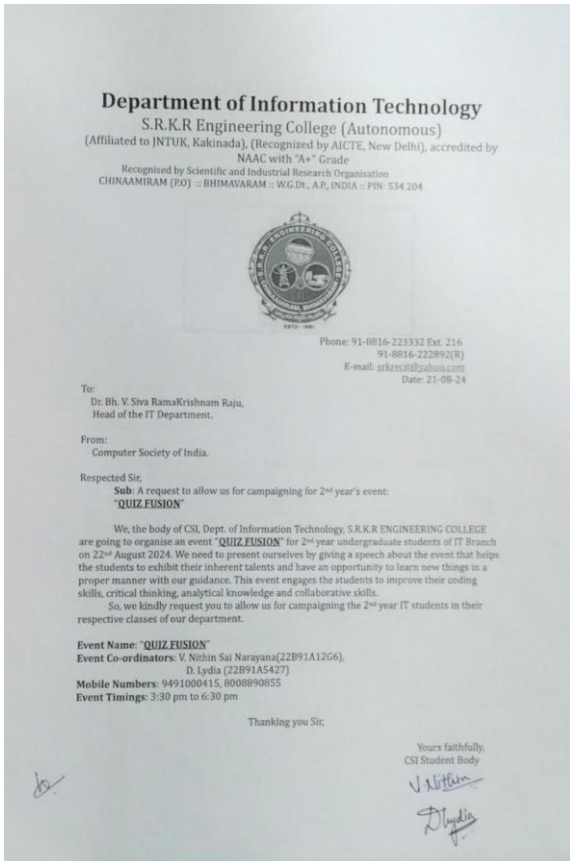 Department of Information Technology
S.R.K.R Engineering College (Autonomous)
(Affiliated to JNTUK, Kakinada), (Recognized by AICTE, New Delhi), accredited by
NAAC with "A+" Grade
Recognised by Scientific and Industrial Research Organisation
CHINAAMIRAM (P.O) :: BHIMAVARAM :: W.G.Dt., A.P., INDIA :: PIN: 534 204
S.R.K.R. ENGINEERING COLLEGE
ESTD-1980
Phone: 91-8816-223332 Ext. 216
91-8816-222892(R)
E-mail: srkrecit@yahoo.com
Date: 21-08-24
To:
Dr. Bh. V. Siva RamaKrishnam Raju,
Head of the IT Department.
From:
Computer Society of India.
Respected Sir,
Sub: A request to allow us for campaigning for 2nd year's event:
"QUIZ FUSION"
We, the body of CSI, Dept. of Information Technology, S.R.K.R ENGINEERING COLLEGE
are going to organise an event "QUIZ FUSION" for 2nd year undergraduate students of IT Branch
on 22nd August 2024. We need to present ourselves by giving a speech about the event that helps
the students to exhibit their inherent talents and have an opportunity to learn new things in a
proper manner with our guidance. This event engages the students to improve their coding
skills, critical thinking, analytical knowledge and collaborative skills.
So, we kindly request you to allow us for campaigning the 2nd year IT students in their
respective classes of our department.
Event Name: "QUIZ FUSION"
Event Co-ordinators: V. Nithin Sai Narayana(22B91A12G6),
D. Lydia (22B91A5427)
Mobile Numbers: 9491000415, 8008890855
Event Timings: 3:30 pm to 6:30 pm
Thanking you Sir,
Yours faithfully,
CSI Student Body
V. Nithin
D Lydia